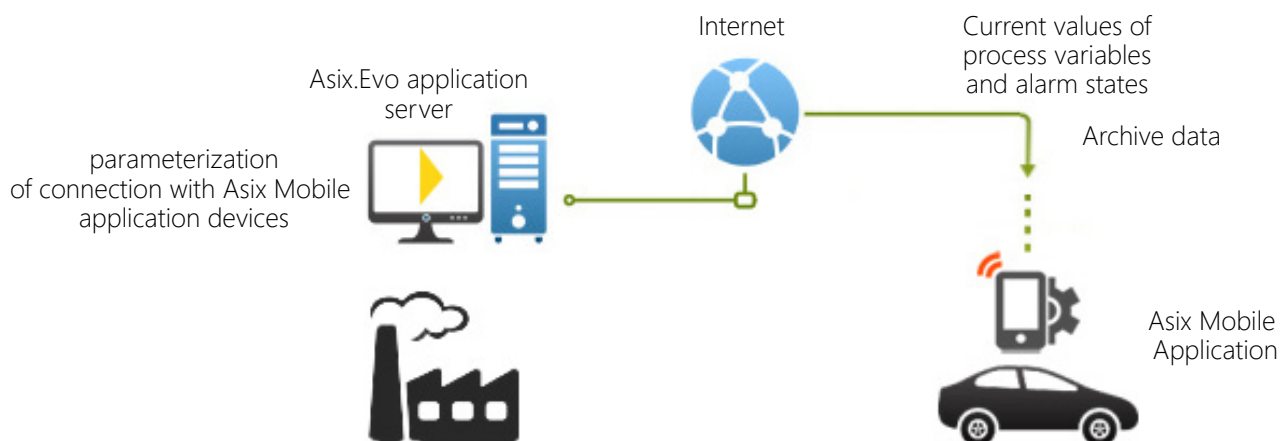 Internet
Current values of
process variables
and alarm states
Asix.Evo application
server
Archive data
parameterization
of connection with Asix Mobile
application devices
Asix Mobile
Application